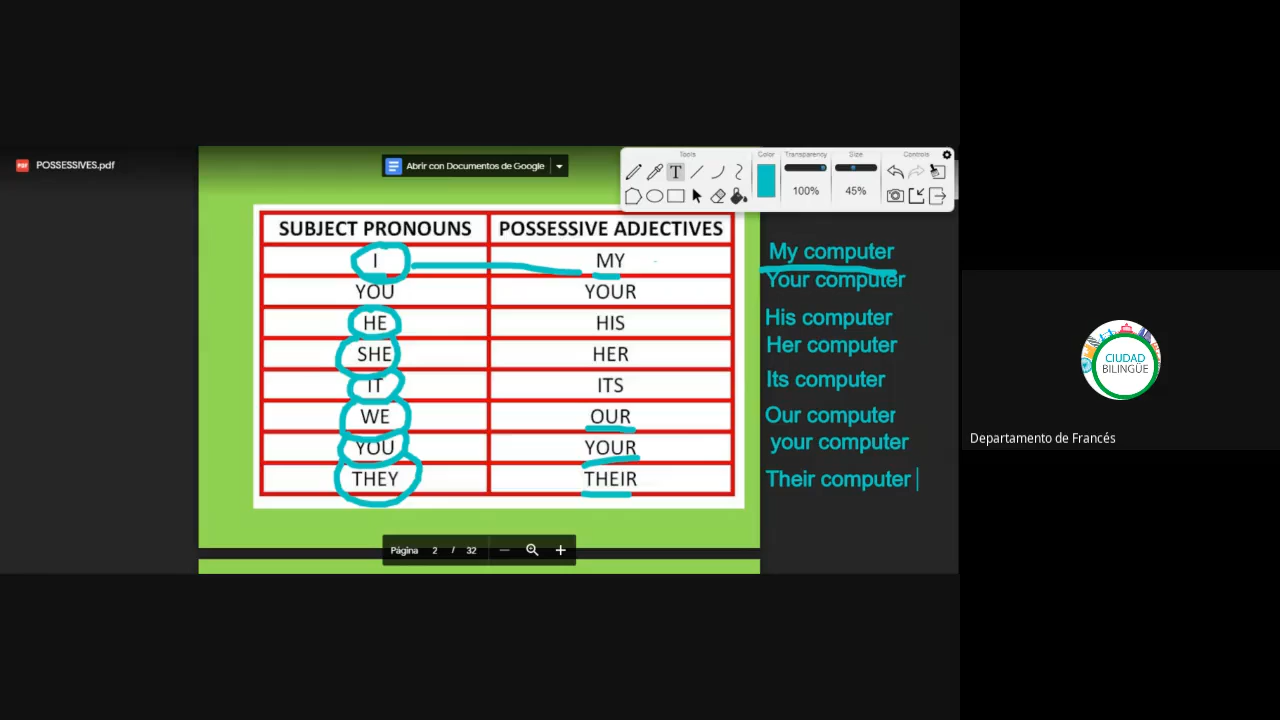 POSSESSIVES.pdf
Abrir con Documentos de Google
Tools
Color
Transparency
Size
Controls
100%
45%
SUBJECT PRONOUNS POSSESSIVE ADJECTIVES
I MY My computer
YOU YOUR Your computer
HE HIS His computer
SHE HER Her computer
IT ITS Its computer
WE OUR Our computer
YOU YOUR your computer
THEY THEIR Their computer
Página 2 / 32
CIUDAD
BILINGÜE
Departamento de Francés